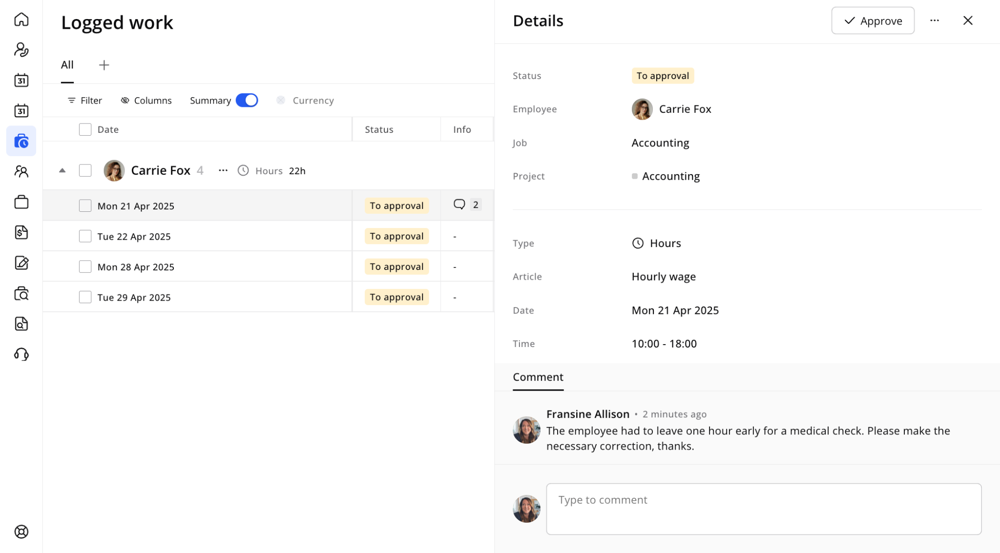 Logged work
All
31
31
Filter Columns Summary Currency
Date Status Info
Carrie Fox 4 ··· Hours 22h
Mon 21 Apr 2025 To approval 2
Tue 22 Apr 2025 To approval -
Mon 28 Apr 2025 To approval -
Tue 29 Apr 2025 To approval -
Details
Approve ···
Status To approval
Employee Carrie Fox
Job Accounting
Project Accounting
Type Hours
Article Hourly wage
Date Mon 21 Apr 2025
Time 10:00 - 18:00
Comment
Fransine Allison • 2 minutes ago
The employee had to leave one hour early for a medical check. Please make the
necessary correction, thanks.
Type to comment